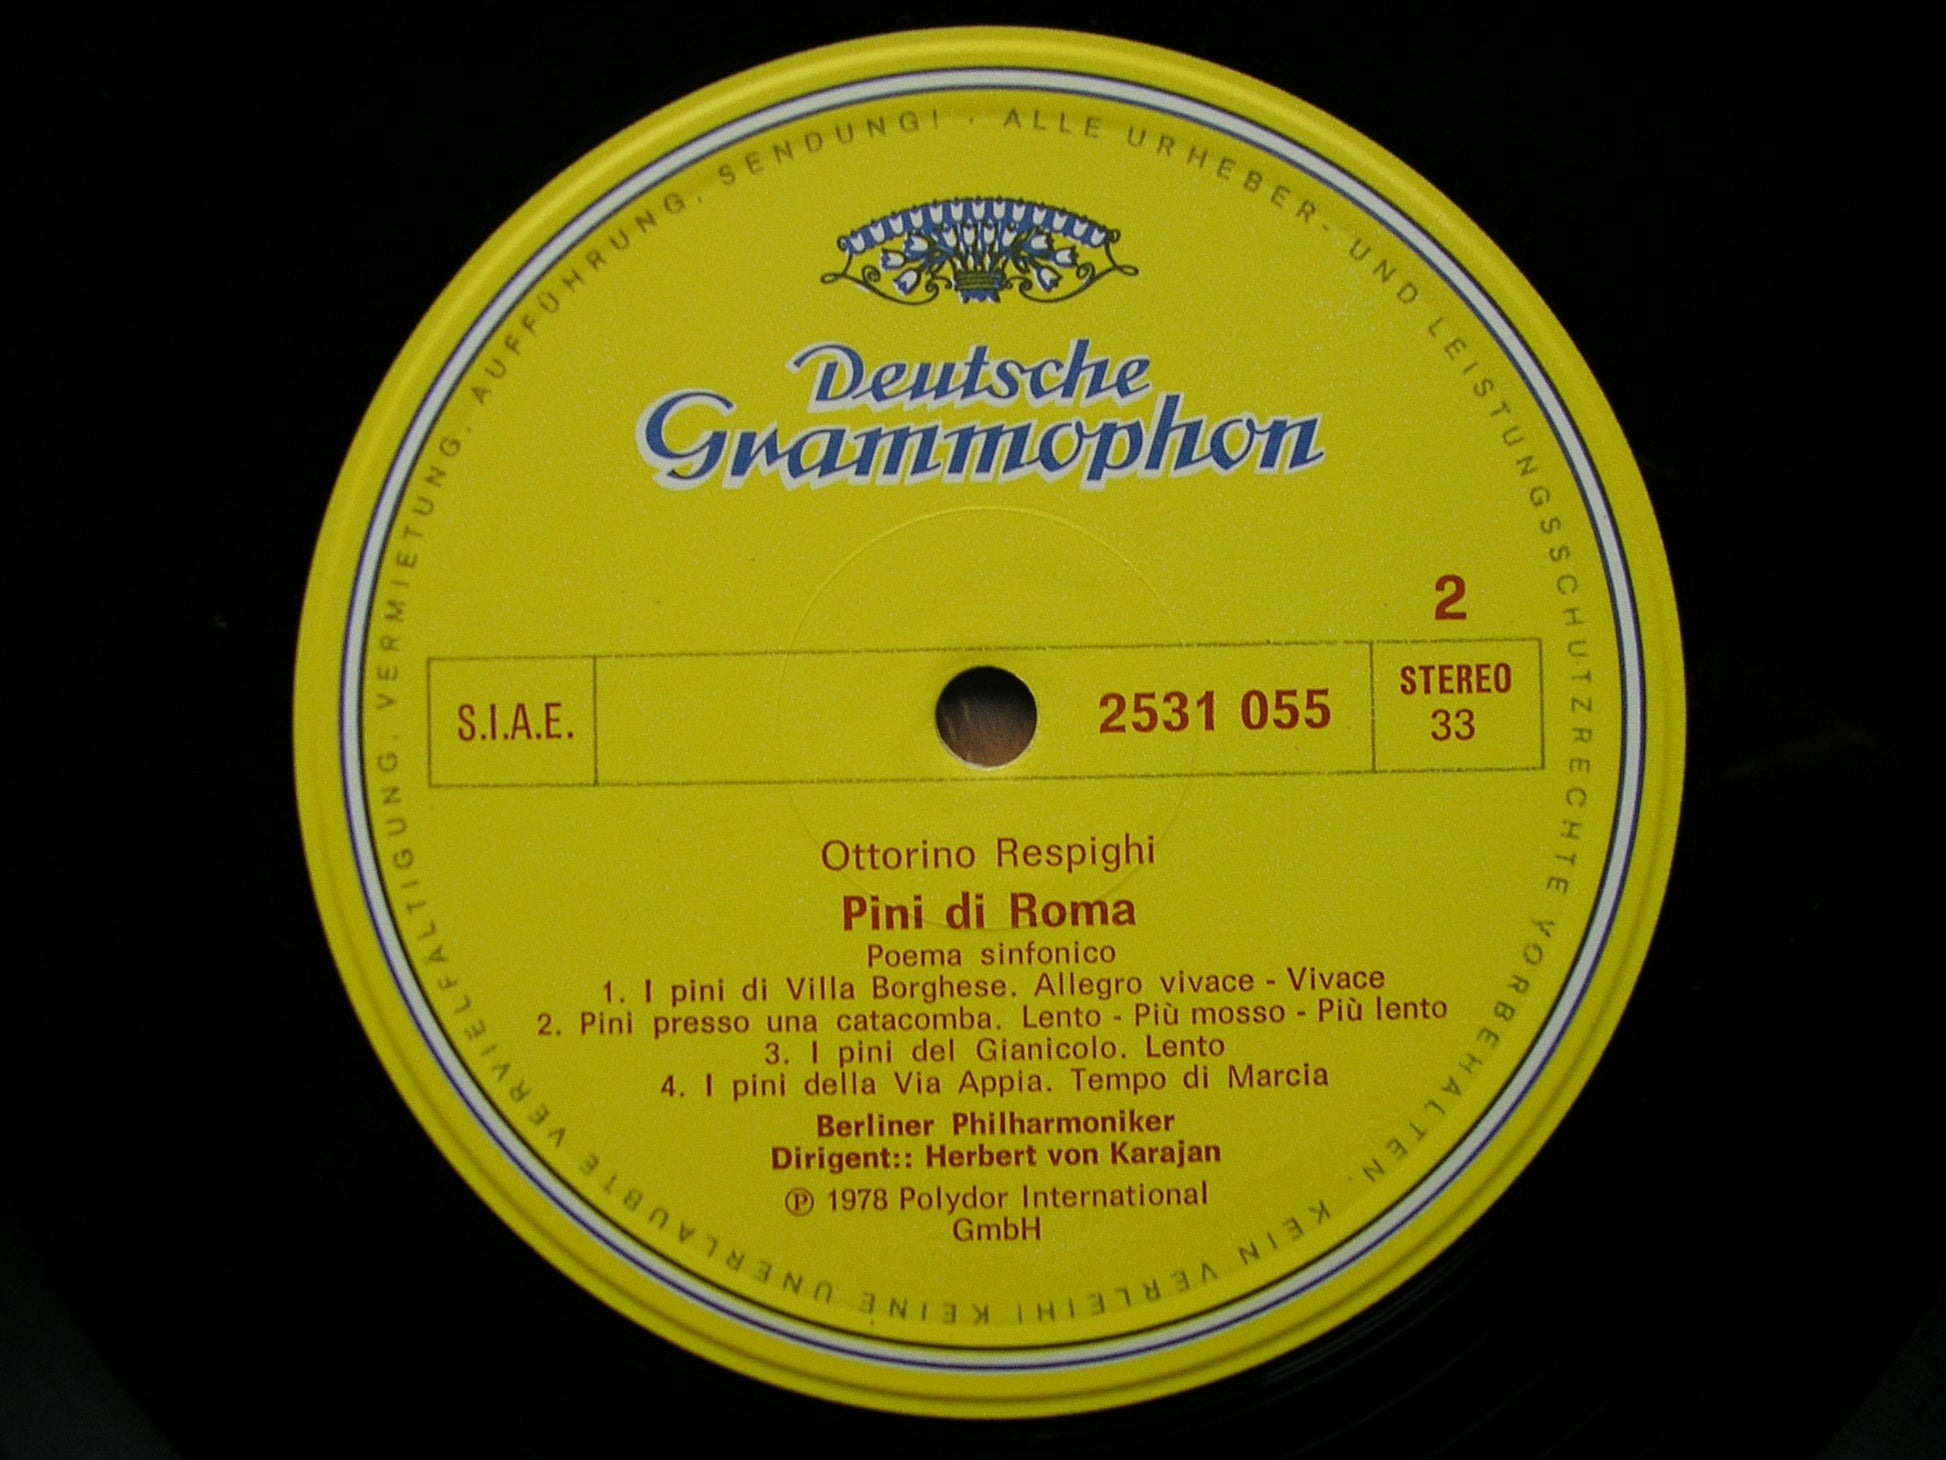 ALLE URHEBER- UND LEISTUNGSSCHUTZRECHTE VORBEHALTEN. KEIN VERLEIH! KEINE UNERLAUBTE VERVIELFÄLTIGUNG, VERMIETUNG, AUFFÜHRUNG, SENDUNG! ·
Deutsche
Grammophon
2
S.I.A.E.
2531 055
STEREO
33
Ottorino Respighi
Pini di Roma
Poema sinfonico
1. I pini di Villa Borghese. Allegro vivace - Vivace
2. Pini presso una catacomba. Lento - Più mosso - Più lento
3. I pini del Gianicolo. Lento
4. I pini della Via Appia. Tempo di Marcia
Berliner Philharmoniker
Dirigent:: Herbert von Karajan
℗ 1978 Polydor International
GmbH